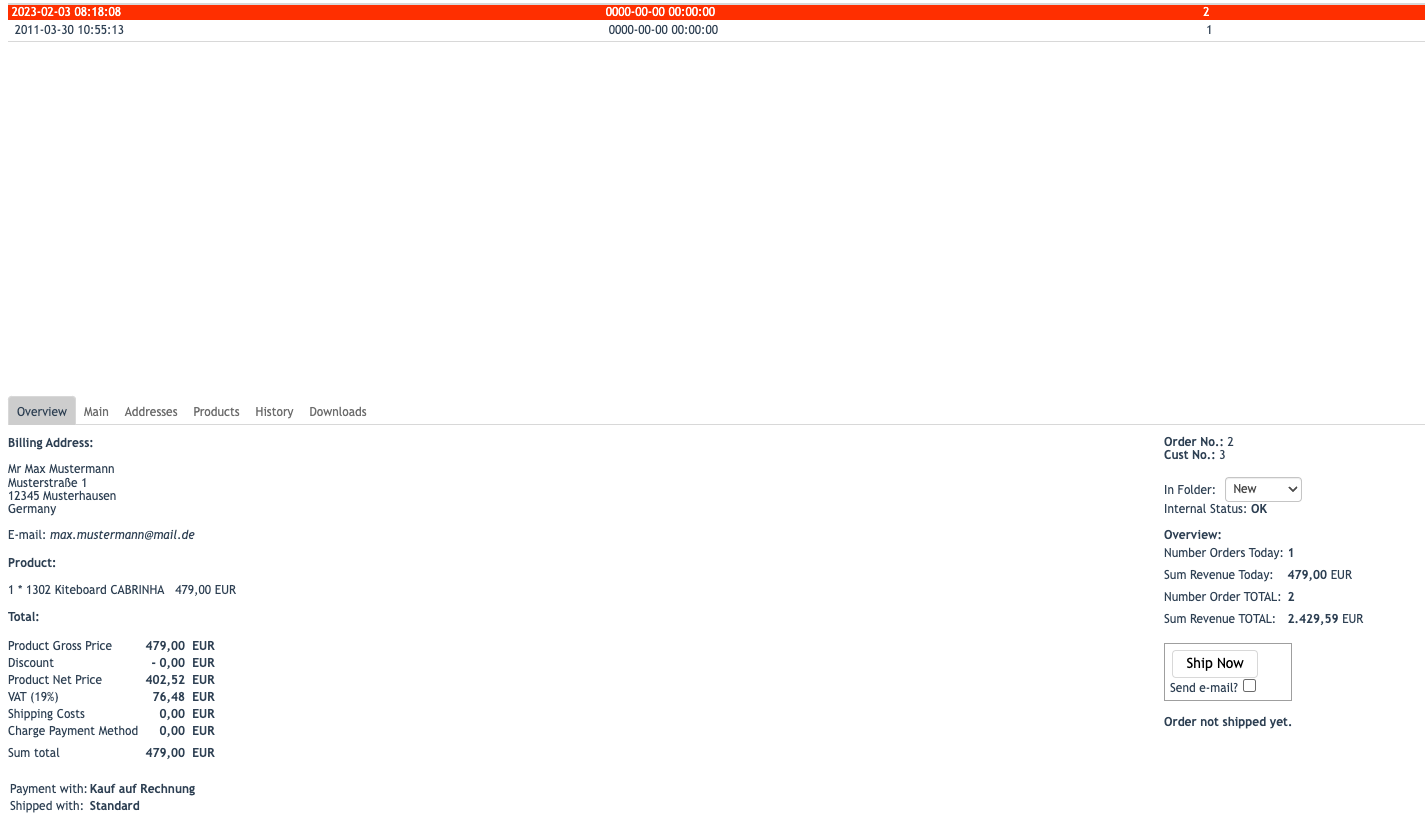 2023-02-03 08:18:08 0000-00-00 00:00:00 2
2011-03-30 10:55:13 0000-00-00 00:00:00 1
Overview Main Addresses Products History Downloads
Billing Address:
Mr Max Mustermann
Musterstraße 1
12345 Musterhausen
Germany
E-mail: max.mustermann@mail.de
Product:
1 * 1302 Kiteboard CABRINHA 479,00 EUR
Total:
Product Gross Price 479,00 EUR
Discount - 0,00 EUR
Product Net Price 402,52 EUR
VAT (19%) 76,48 EUR
Shipping Costs 0,00 EUR
Charge Payment Method 0,00 EUR
Sum total 479,00 EUR
Payment with: Kauf auf Rechnung
Shipped with: Standard
Order No.: 2
Cust No.: 3
In Folder: New
Internal Status: OK
Overview:
Number Orders Today: 1
Sum Revenue Today: 479,00 EUR
Number Order TOTAL: 2
Sum Revenue TOTAL: 2.429,59 EUR
Ship Now
Send e-mail?
Order not shipped yet.